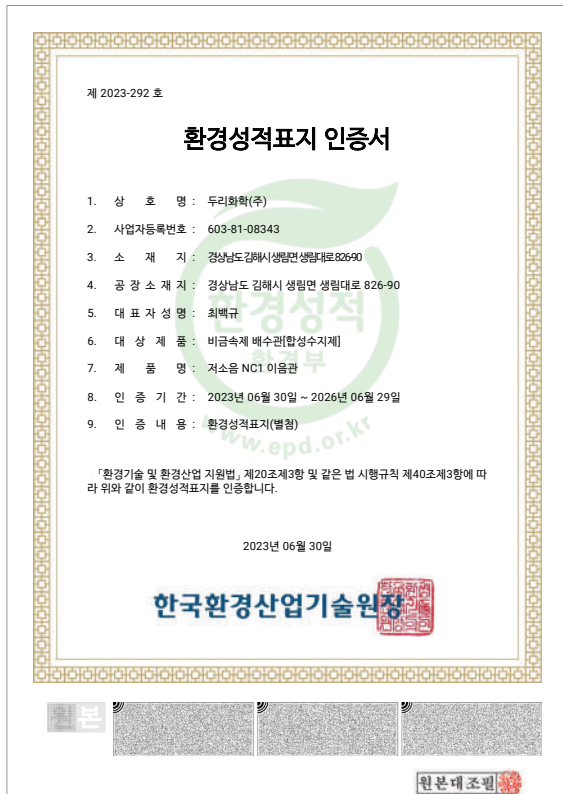 제 2023-292 호
환경성적표지 인증서
1. 상 호 명 : 두리화학(주)
2. 사업자등록번호 : 603-81-08343
3. 소 재 지 : 경상남도 김해시 생림면 생림대로 826-90
4. 공 장 소 재 지 : 경상남도 김해시 생림면 생림대로 826-90
5. 대 표 자 성 명 : 최백규
6. 대 상 제 품 : 비금속제 배수관[합성수지제]
7. 제 품 명 : 저소음 NC1 이음관
8. 인 증 기 간 : 2023년 06월 30일 ~ 2026년 06월 29일
9. 인 증 내 용 : 환경성적표지(별첨)
환경성적
환경부
www.epd.or.kr
「환경기술 및 환경산업 지원법」 제20조제3항 및 같은 법 시행규칙 제40조제3항에 따
라 위와 같이 환경성적표지를 인증합니다.
2023년 06월 30일
한국환경산업기술원장
본
원본대조필